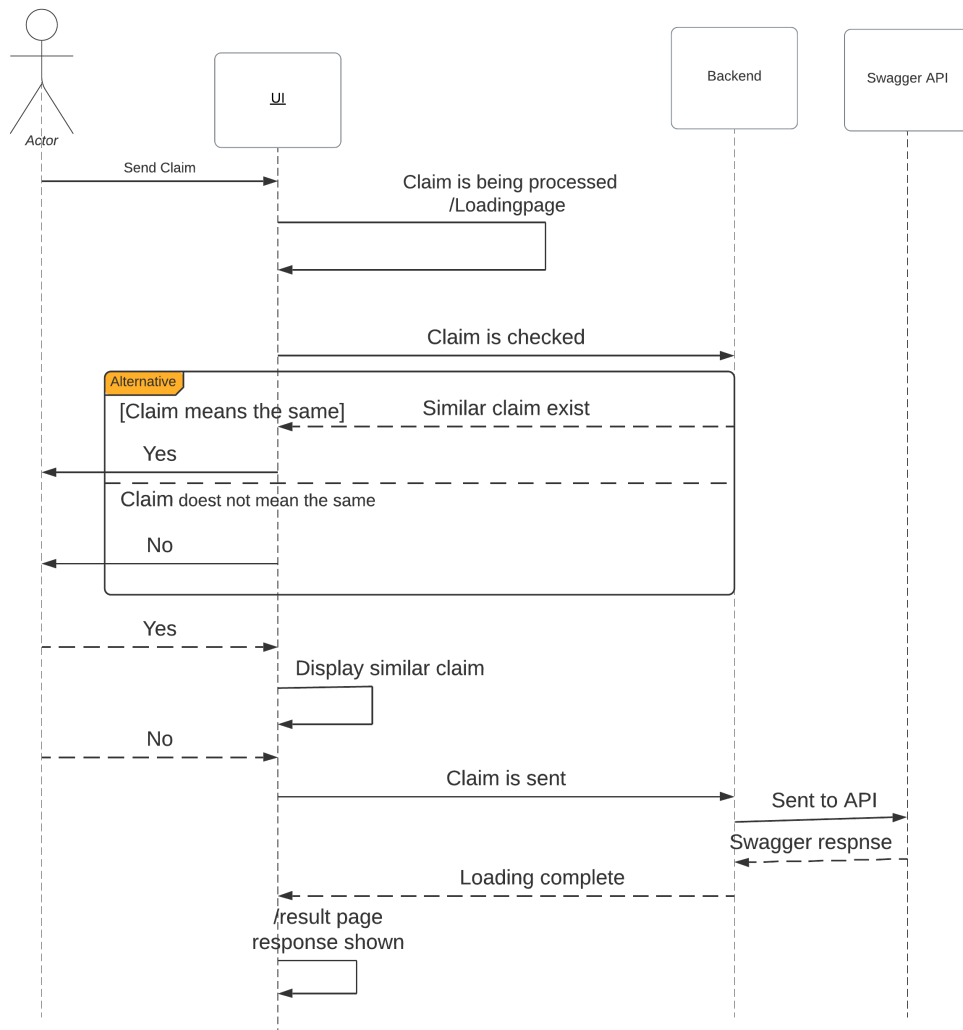 Actor
UI
Backend
Swagger API
Send Claim
Claim is being processed
/Loadingpage
Claim is checked
Alternative
[Claim means the same]
Similar claim exist
Yes
Claim doest not mean the same
No
Yes
Display similar claim
No
Claim is sent
Sent to API
Swagger respnse
Loading complete
/result page
response shown